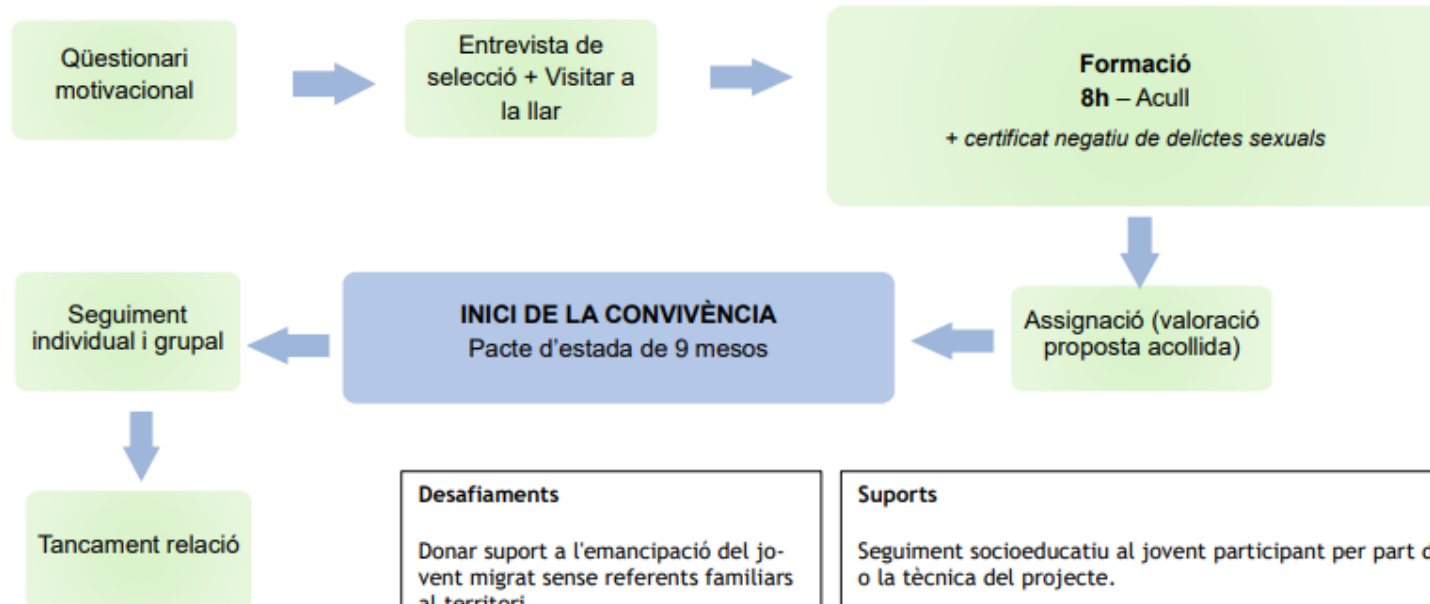 Qüestionari
motivacional
Entrevista de
selecció + Visitar a
la llar
Formació
8h – Acull
+ certificat negatiu de delictes sexuals
Assignació (valoració
proposta acollida)
INICI DE LA CONVIVÈNCIA
Pacte d'estada de 9 mesos
Seguiment
individual i grupal
Tancament relació
Desafiaments
Donar suport a l'emancipació del jo-
vent migrat sense referents familiars
al territori
Suports
Seguiment socioeducatiu al jovent participant per part d
o la tècnica del projecte.